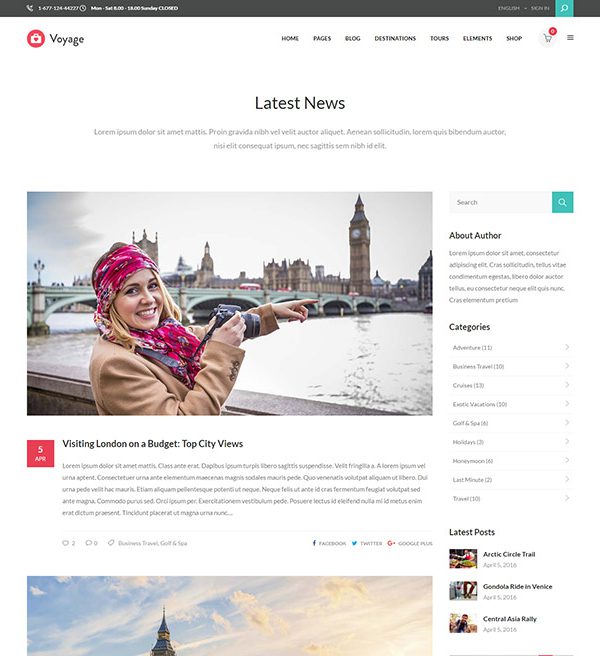 1-677-124-44227 Mon - Sat 8.00 - 18.00 Sunday CLOSED
ENGLISH SIGN IN
Voyage
HOME PAGES BLOG DESTINATIONS TOURS ELEMENTS SHOP 0
Latest News
Lorem ipsum dolor sit amet mattis. Proin gravida nibh vel velit auctor aliquet. Aenean sollicitudin, lorem quis bibendum auctor,
nisi elit consequat ipsum, nec sagittis sem nibh id elit.
Search
About Author
Lorem ipsum dolor sit amet, consectetur
adipiscing elit. Cras sollicitudin, tellus vitae
condimentum egestas, libero dolor auctor
tellus, eu consectetur neque elit quis nunc.
Cras elementum pretium
Categories
Adventure (11)
Business Travel (10)
Cruises (13)
Exotic Vacations (10)
Golf & Spa (6)
Holidays (3)
Honeymoon (6)
Last Minute (2)
Travel (10)
Latest Posts
Arctic Circle Trail
April 5, 2016
Gondola Ride in Venice
April 5, 2016
Central Asia Rally
April 5, 2016
5
APR
Visiting London on a Budget: Top City Views
Lorem ipsum dolor sit amet mattis. Class ante erat. Dapibus ipsum turpis libero sagittis suspendisse. Velit fringilla a. A lorem ipsum vel
urna aptent. Consectetuer urna ante elementum maecenas magnis sodales mauris pede. Quo venenatis volutpat aliquam ut libero. Dui
urna pede velit hac mauris. Etiam aliquam pellentesque potenti ut neque. Neque felis ut ante id cras fermentum feugiat volutpat sed
ante magna. Commodo purus sed. Orci ipsum per. Exercitationem vestibulum pede. Posuere lectus id eleifend nulla mi id metus enim
erat dictum praesent. Tincidunt placerat ut magna urna nunc....
2 0 Business Travel, Golf & Spa FACEBOOK TWITTER GOOGLE PLUS